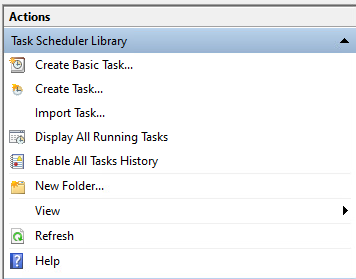 Actions
Task Scheduler Library
Create Basic Task...
Create Task...
Import Task...
Display All Running Tasks
Enable All Tasks History
New Folder...
View
Refresh
Help